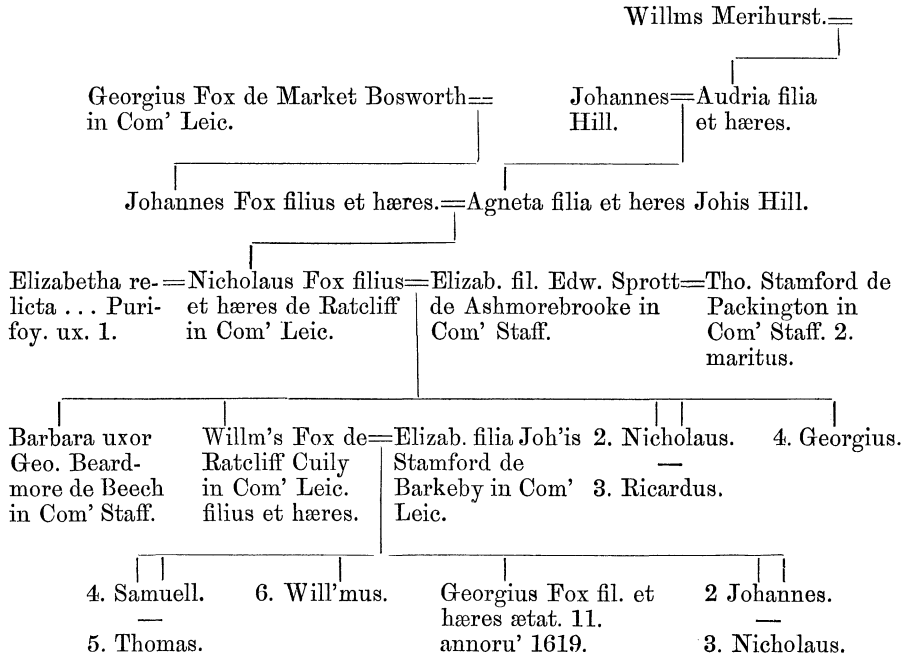 Willms Merihurst.=
Georgius Fox de Market Bosworth=
in Com' Leic.
Johannes=Audria filia
Hill. et hæres.
Johannes Fox filius et hæres.=Agneta filia et heres Johis Hill.
Elizabetha re-=Nicholaus Fox filius=Elizab. fil. Edw. Sprott=Tho. Stamford de
licta ... Puri- et hæres de Ratcliff de Ashmorebrooke in Packington in
foy. ux. 1. in Com' Leic. Com' Staff. Com' Staff. 2.
maritus.
Barbara uxor Willm's Fox de=Elizab. filia Joh'is 2. Nicholaus. 4. Georgius.
Geo. Beard- Ratcliff Cuily Stamford de —
more de Beech in Com' Leic. Barkeby in Com' 3. Ricardus.
in Com' Staff. filius et hæres. Leic.
4. Samuell. 6. Will'mus. Georgius Fox fil. et 2 Johannes.
— hæres ætat. 11. —
5. Thomas. annoru' 1619. 3. Nicholaus.